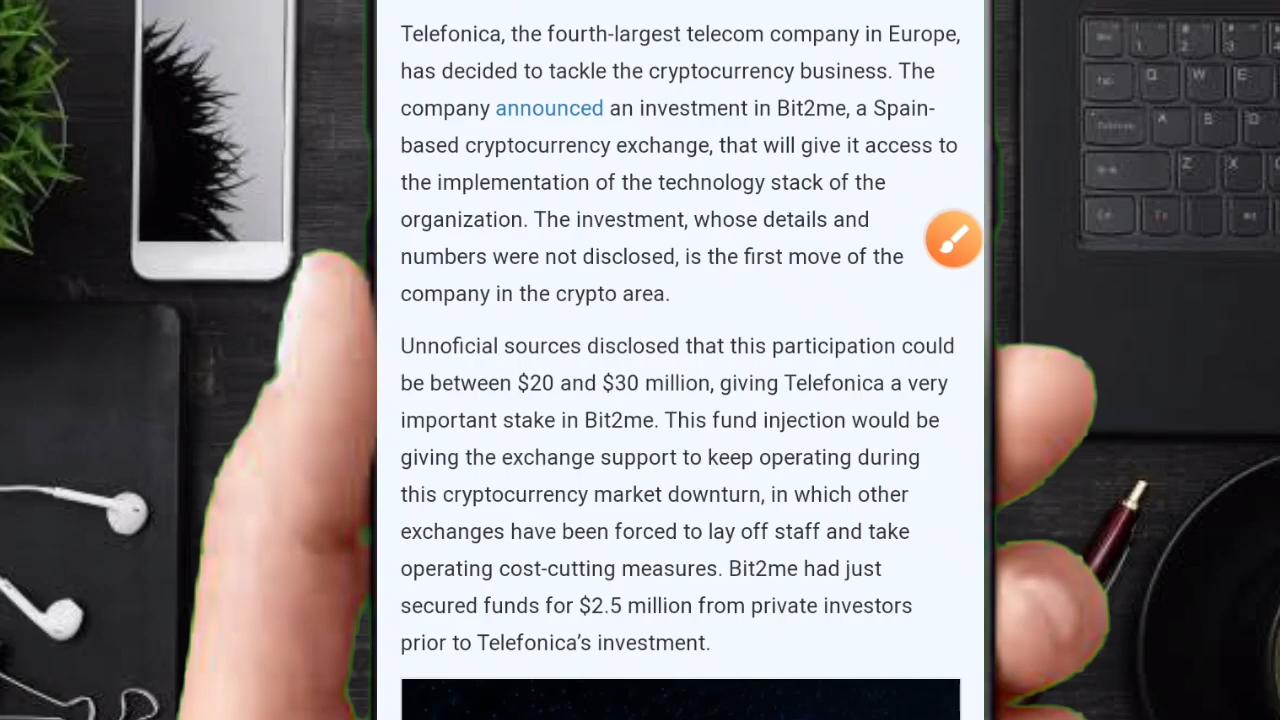 Telefonica, the fourth-largest telecom company in Europe,
has decided to tackle the cryptocurrency business. The
company announced an investment in Bit2me, a Spain-
based cryptocurrency exchange, that will give it access to
the implementation of the technology stack of the
organization. The investment, whose details and
numbers were not disclosed, is the first move of the
company in the crypto area.
Unnoficial sources disclosed that this participation could
be between $20 and $30 million, giving Telefonica a very
important stake in Bit2me. This fund injection would be
giving the exchange support to keep operating during
this cryptocurrency market downturn, in which other
exchanges have been forced to lay off staff and take
operating cost-cutting measures. Bit2me had just
secured funds for $2.5 million from private investors
prior to Telefonica’s investment.
Q W E
A S D
Z X